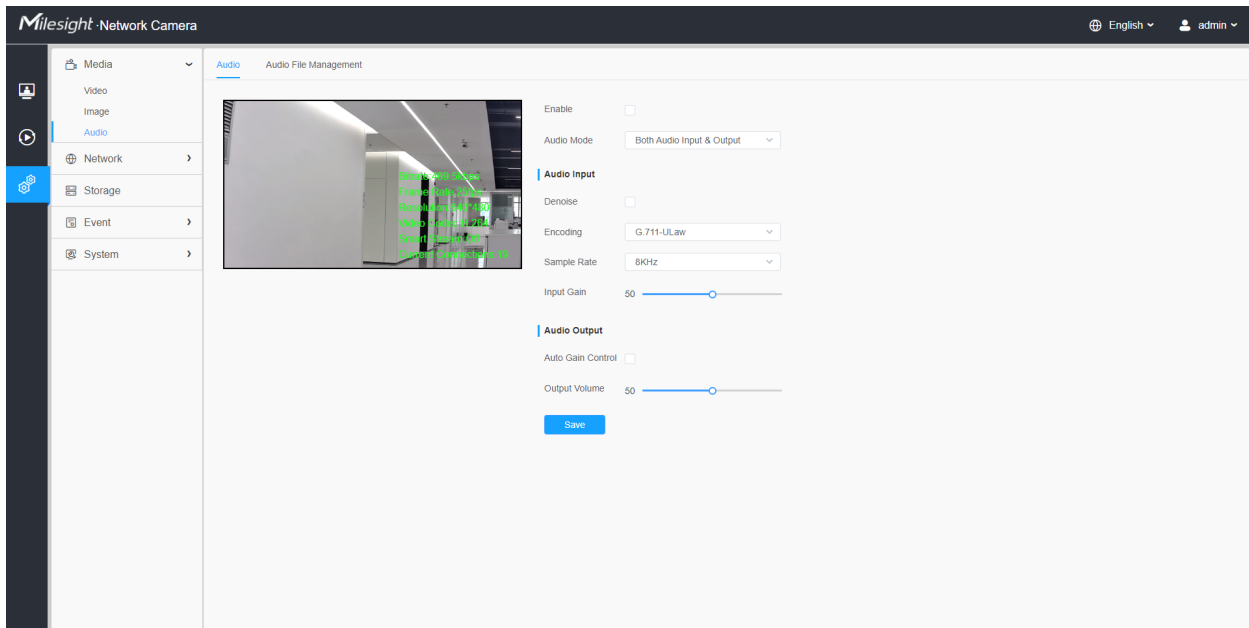 Milesight · Network Camera
English
admin
Media
Video
Image
Audio
Network
Storage
Event
System
Audio
Audio File Management
Enable
Audio Mode
Both Audio Input & Output
Audio Input
Denoise
Encoding
G.711-ULaw
Sample Rate
8KHz
Input Gain
50
Audio Output
Auto Gain Control
Output Volume
50
Save